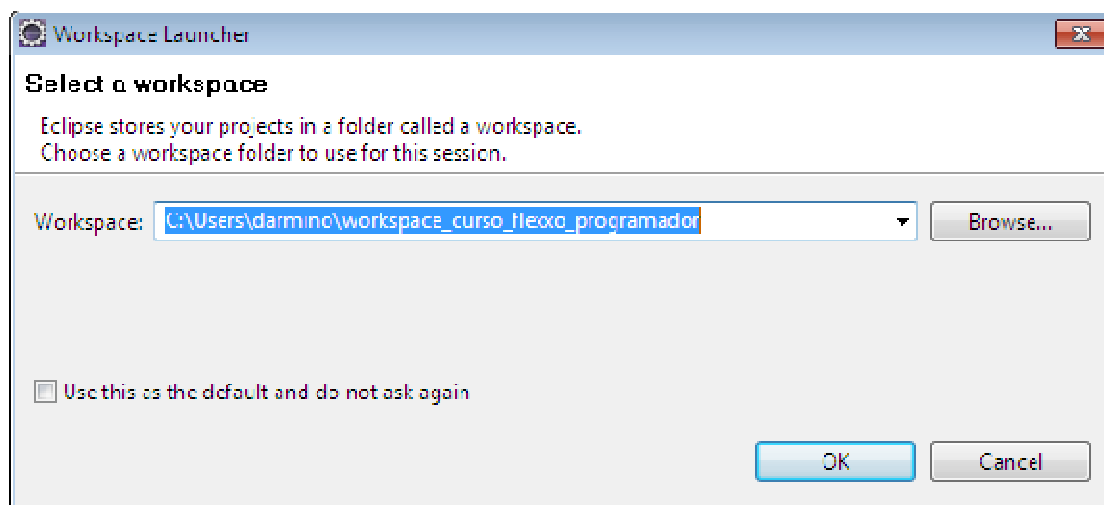 Workspace Launcher
Select a workspace
Eclipse stores your projects in a folder called a workspace.
Choose a workspace folder to use for this session.
Workspace: C:\Users\darmino\workspace_curso_flexxo_programador Browse...
Use this as the default and do not ask again
OK Cancel